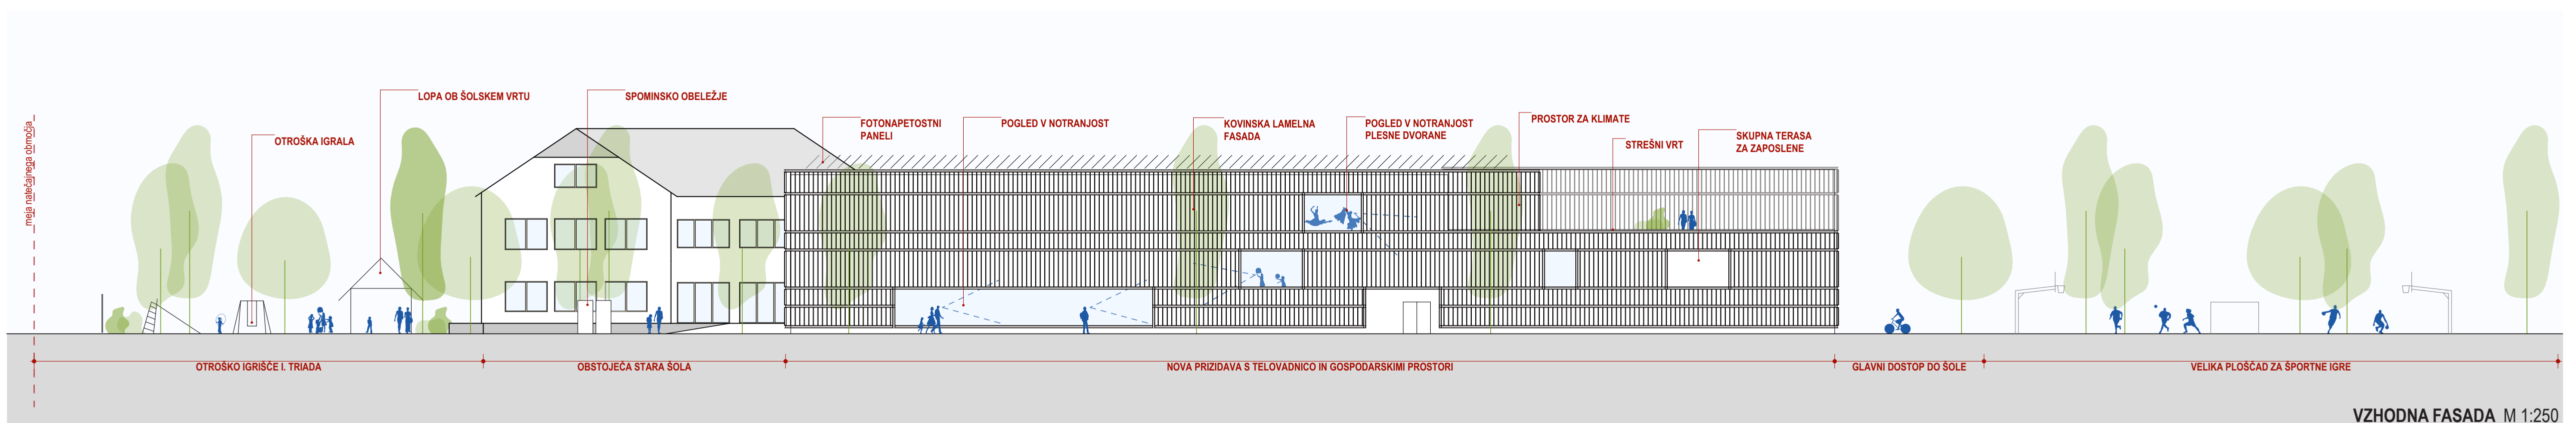 meja natečajnega območja
OTROŠKA IGRALA
LOPA OB ŠOLSKEM VRTU
SPOMINSKO OBELEŽJE
FOTONAPETOSTNI
PANELI
POGLED V NOTRANJOST
KOVINSKA LAMELNA
FASADA
POGLED V NOTRANJOST
PLESNE DVORANE
PROSTOR ZA KLIMATE
STREŠNI VRT
SKUPNA TERASA
ZA ZAPOSLENE
OTROŠKO IGRIŠČE I. TRIADA
OBSTOJEČA STARA ŠOLA
NOVA PRIZIDAVA S TELOVADNICO IN GOSPODARSKIMI PROSTORI
GLAVNI DOSTOP DO ŠOLE
VELIKA PLOŠČAD ZA ŠPORTNE IGRE
VZHODNA FASADA M 1:250